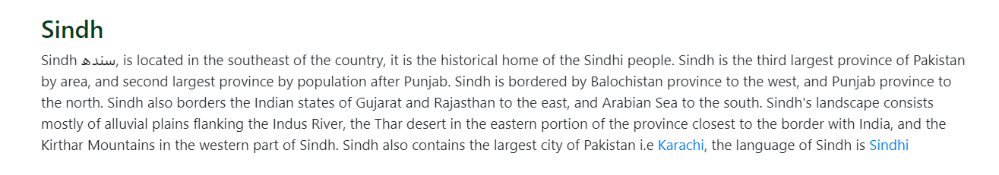 Sindh
Sindh سندھ, is located in the southeast of the country, it is the historical home of the Sindhi people. Sindh is the third largest province of Pakistan
by area, and second largest province by population after Punjab. Sindh is bordered by Balochistan province to the west, and Punjab province to
the north. Sindh also borders the Indian states of Gujarat and Rajasthan to the east, and Arabian Sea to the south. Sindh's landscape consists
mostly of alluvial plains flanking the Indus River, the Thar desert in the eastern portion of the province closest to the border with India, and the
Kirthar Mountains in the western part of Sindh. Sindh also contains the largest city of Pakistan i.e Karachi, the language of Sindh is Sindhi